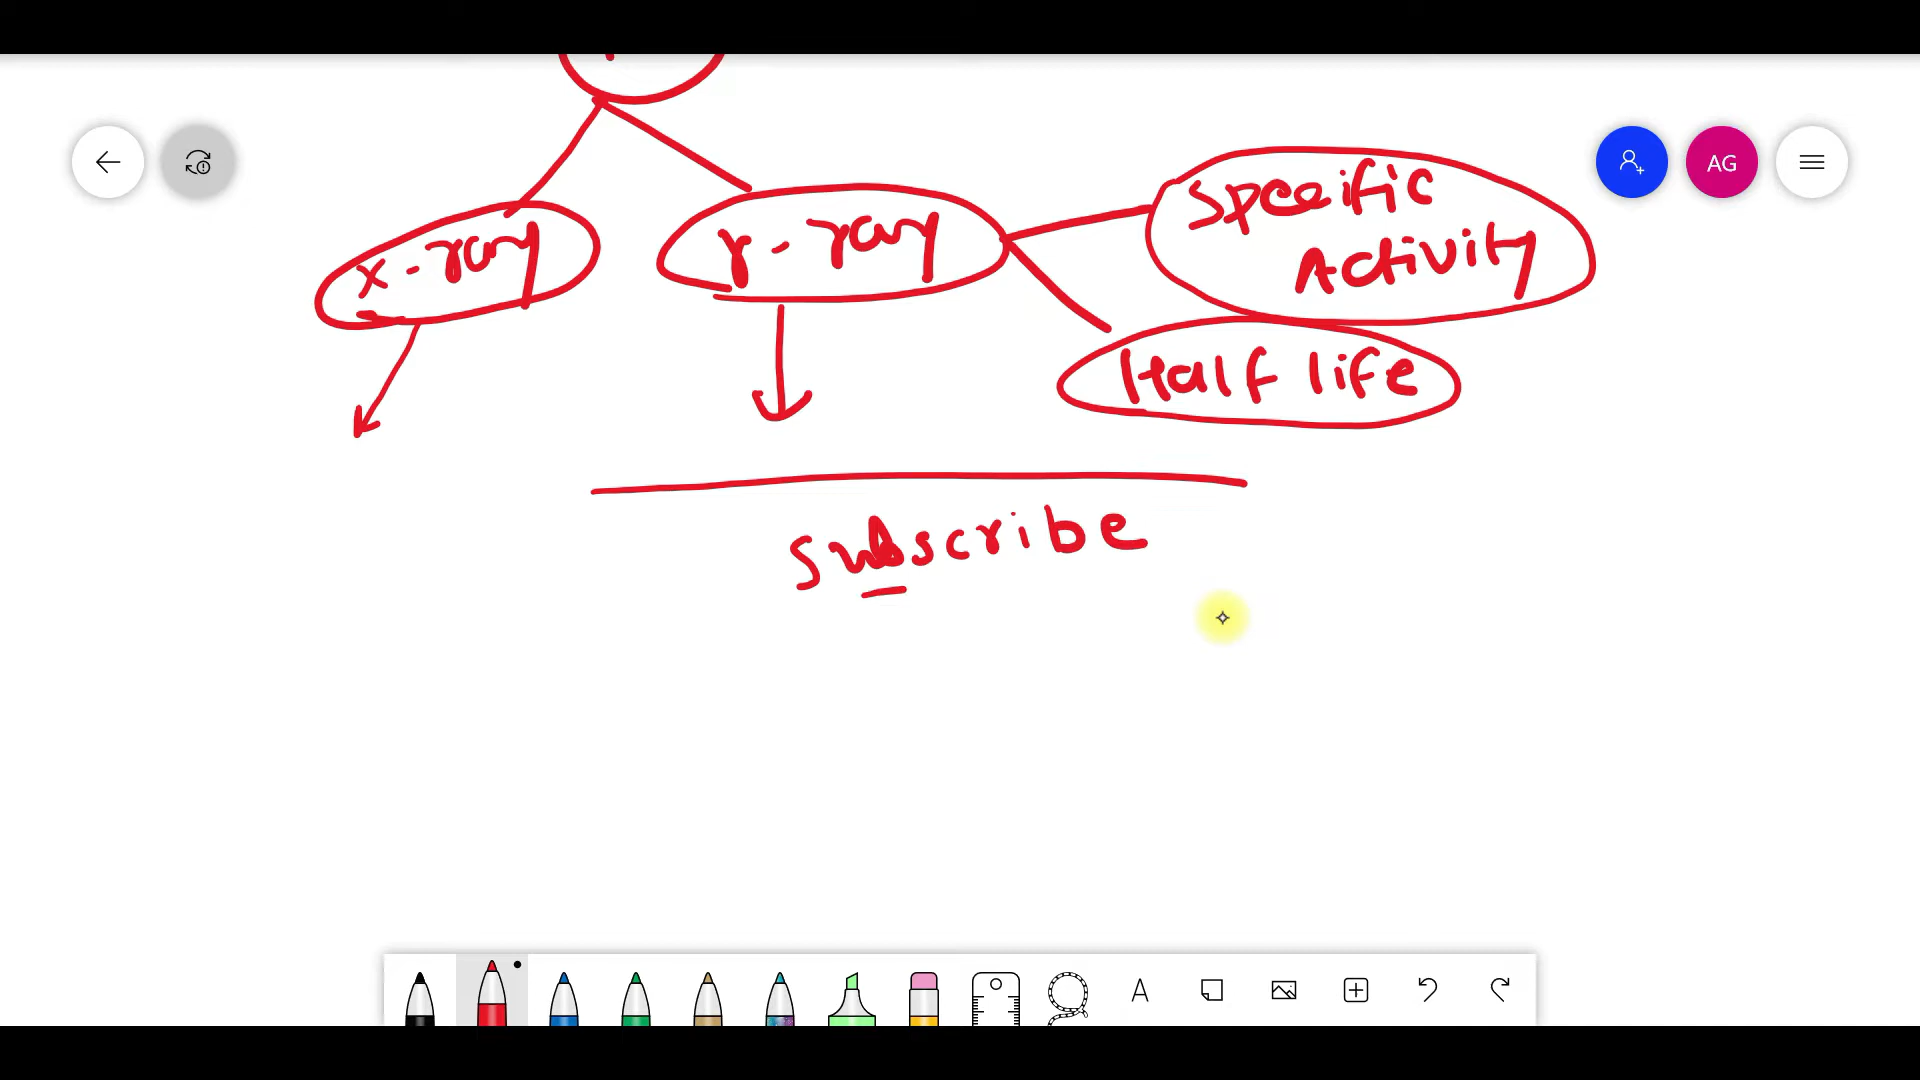 x-ray
γ-ray
Specific
Activity
Half life
Subscribe
AG
A